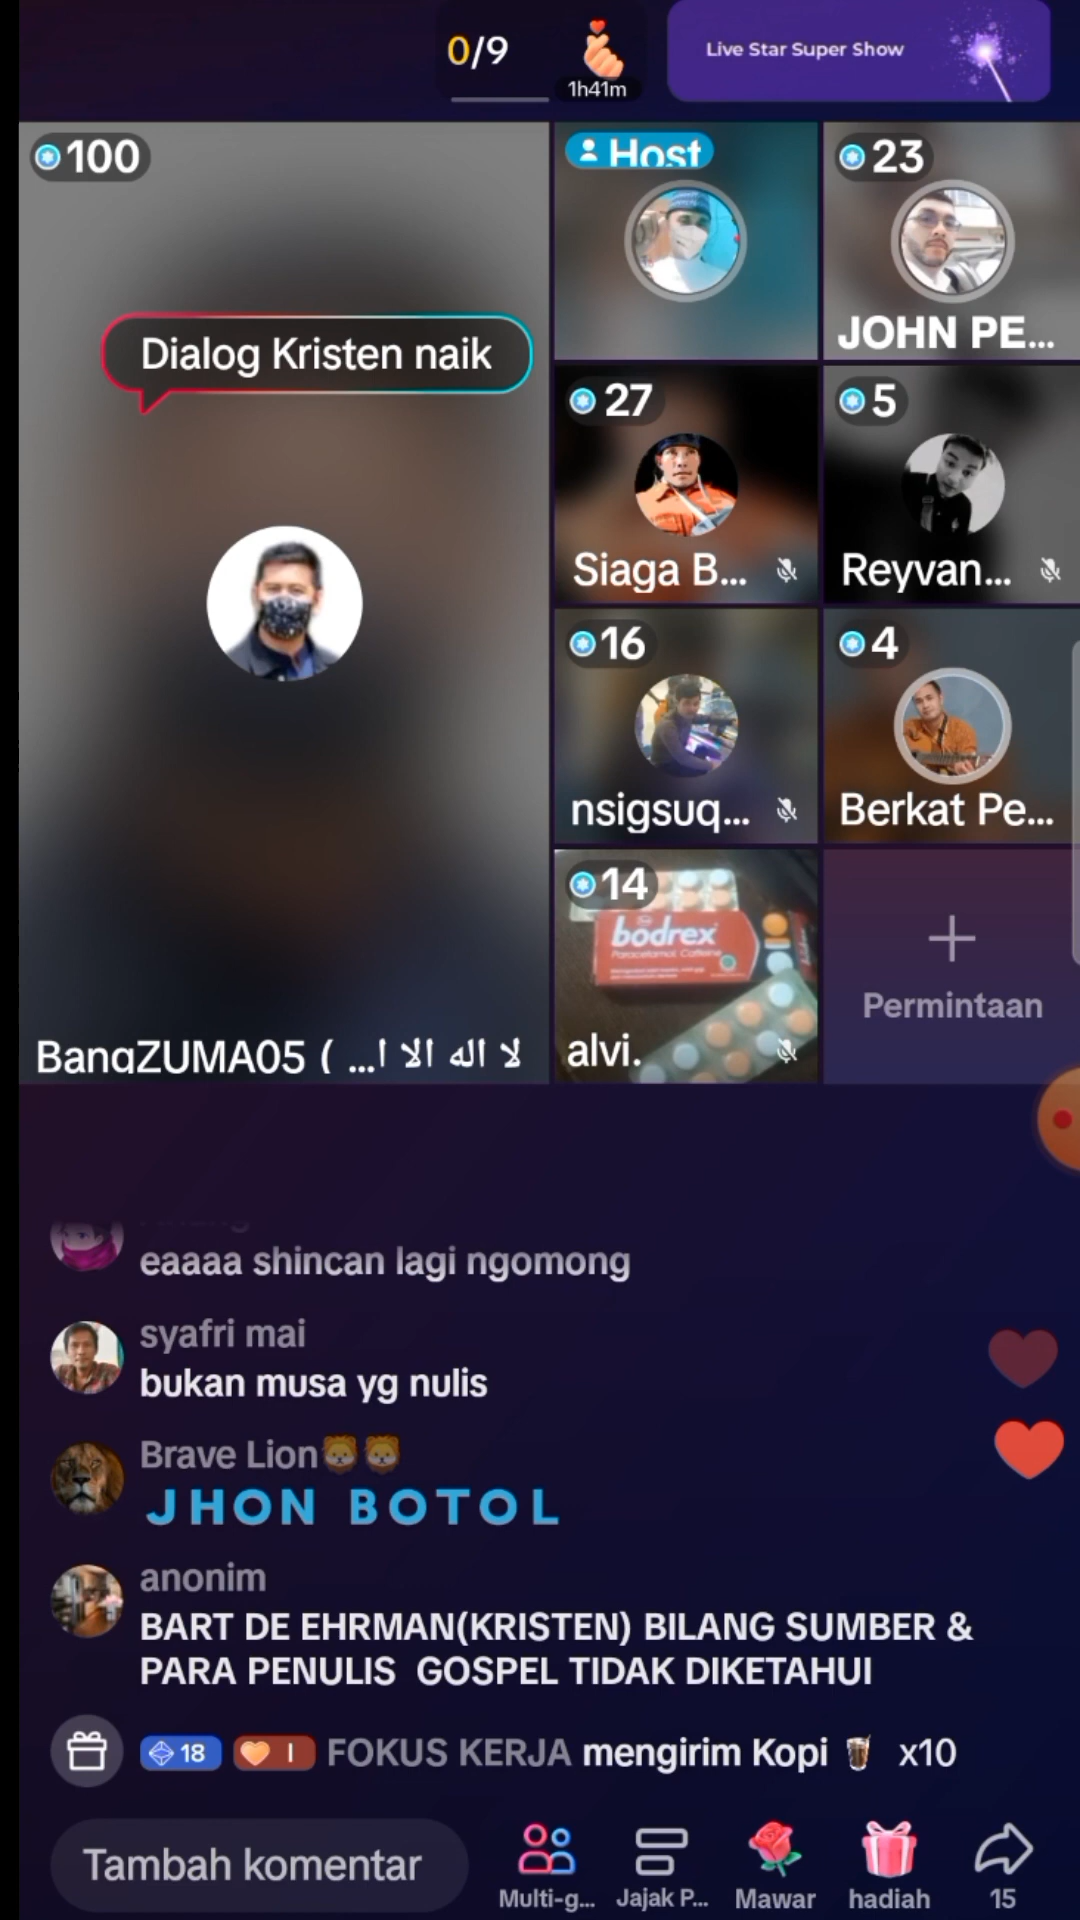 0/9
1h41m
Live Star Super Show
100
Host
23
Dialog Kristen naik
JOHN PE...
27
5
Siaga B...
Reyvan...
16
4
nsigsuq...
Berkat Pe...
14
bodrex
Paracetamol, Caffeine
Permintaan
BangZUMA05 ( ...لا اله الا ا
alvi.
eaaaa shincan lagi ngomong
syafri mai
bukan musa yg nulis
Brave Lion🦁🦁
JHON BOTOL
anonim
BART DE EHRMAN(KRISTEN) BILANG SUMBER &
PARA PENULIS GOSPEL TIDAK DIKETAHUI
18 I FOKUS KERJA mengirim Kopi x10
Tambah komentar
Multi-g... Jajak P... Mawar hadiah 15